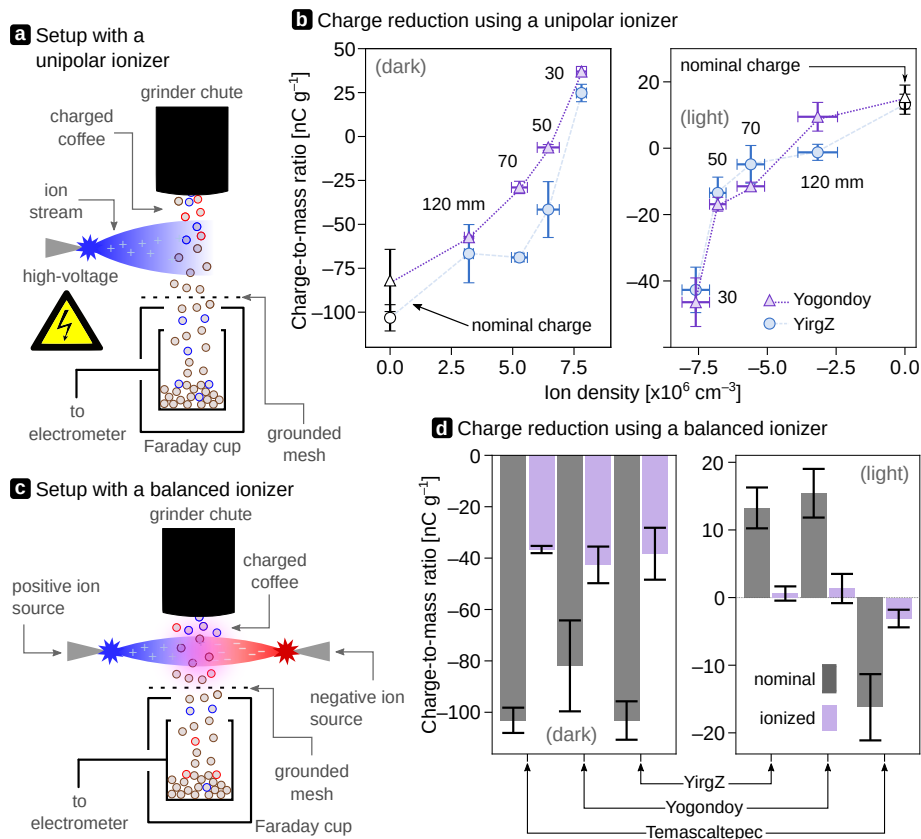 a Setup with a
unipolar ionizer
grinder chute
charged
coffee
ion
stream
+ + + + + +
high-voltage
to
electrometer
Faraday cup
grounded
mesh
b Charge reduction using a unipolar ionizer
Charge-to-mass ratio [nC g⁻¹]
50
25
0
−25
−50
−75
−100
(dark)
30
50
70
120 mm
nominal charge
0.0
2.5
5.0
7.5
20
0
−20
−40
nominal charge
(light)
70
50
120 mm
30
Yogondoy
YirgZ
−7.5
−5.0
−2.5
0.0
Ion density [x10⁶ cm⁻³]
c Setup with a balanced ionizer
grinder chute
charged
coffee
positive ion
source
negative ion
source
grounded
mesh
to
electrometer
Faraday cup
d Charge reduction using a balanced ionizer
Charge-to-mass ratio [nC g⁻¹]
0
−20
−40
−60
−80
−100
(dark)
20
10
0
−10
−20
(light)
nominal
ionized
YirgZ
Yogondoy
Temascaltepec